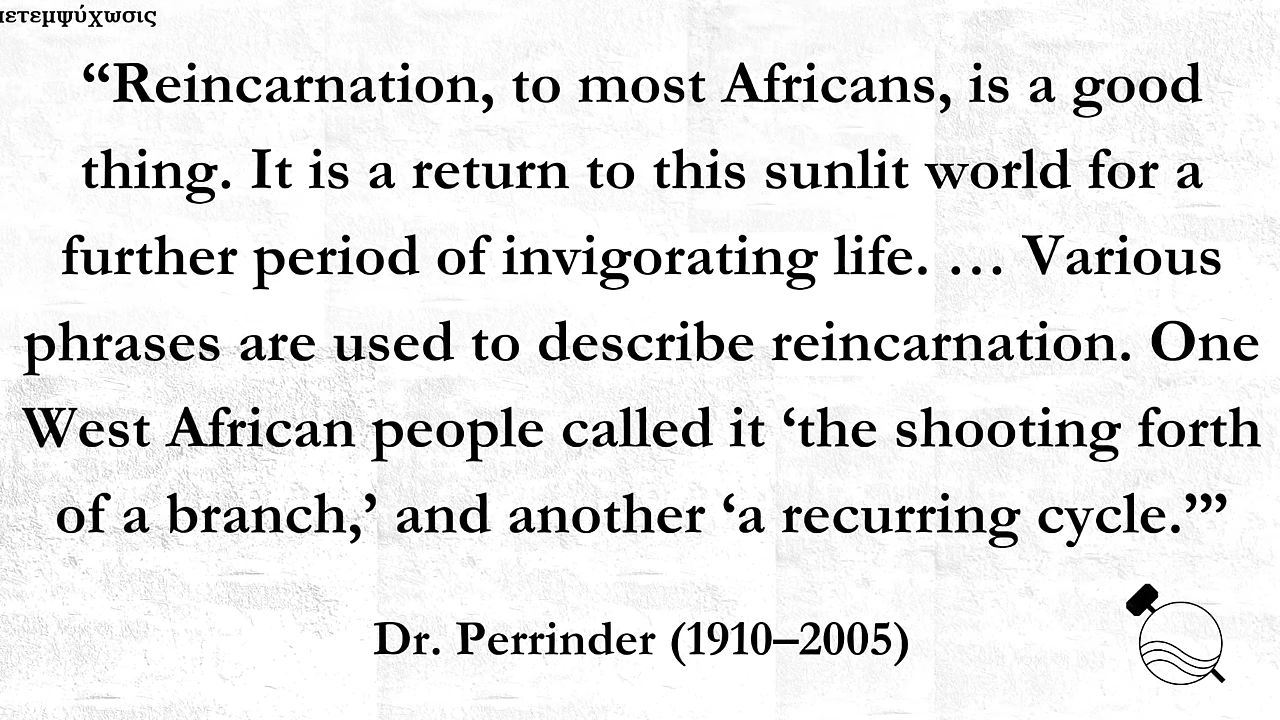 μετεμψύχωσις
“Reincarnation, to most Africans, is a good
thing. It is a return to this sunlit world for a
further period of invigorating life. … Various
phrases are used to describe reincarnation. One
West African people called it ‘the shooting forth
of a branch,’ and another ‘a recurring cycle.’”
Dr. Perrinder (1910–2005)